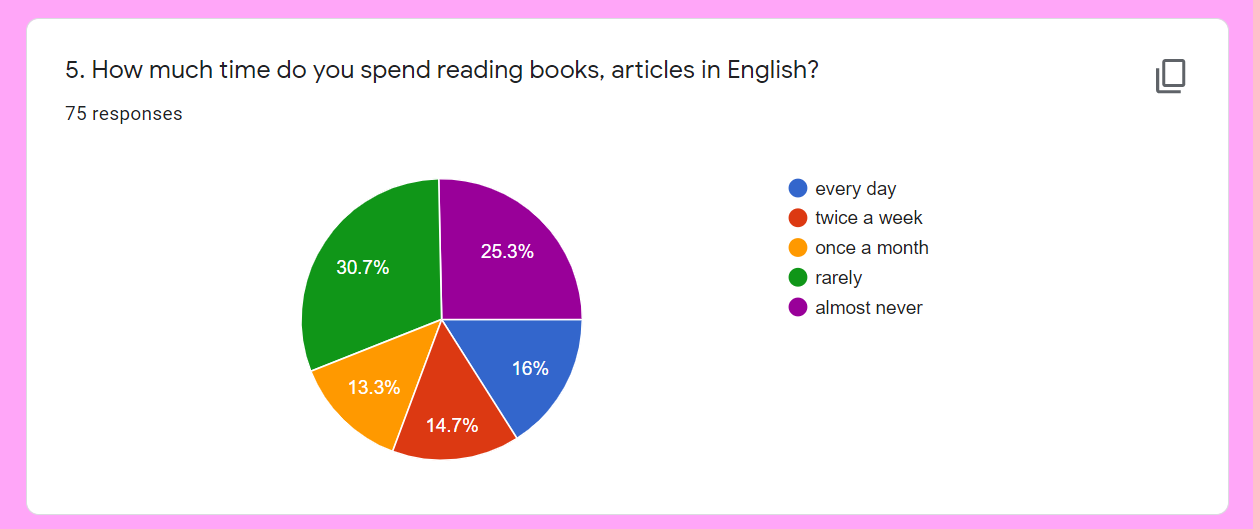 5. How much time do you spend reading books, articles in English?
75 responses
25.3%
30.7%
16%
13.3%
14.7%
every day
twice a week
once a month
rarely
almost never